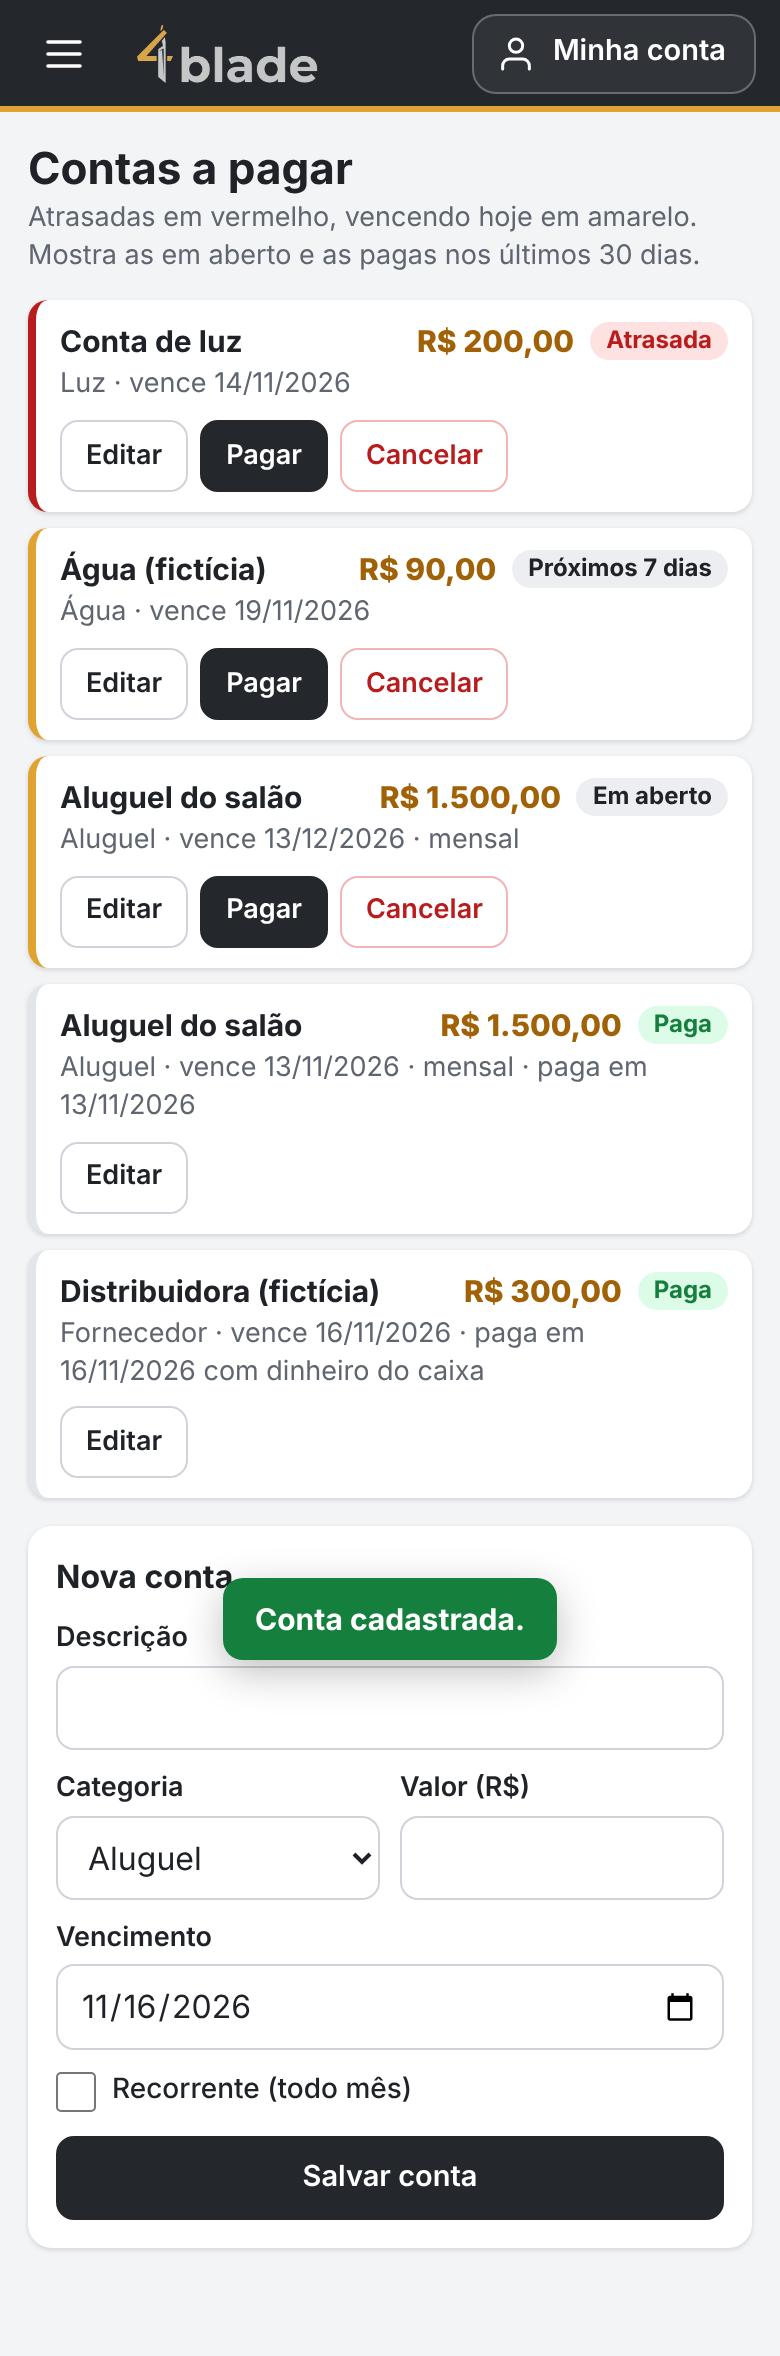 4blade
Minha conta
Contas a pagar
Atrasadas em vermelho, vencendo hoje em amarelo.
Mostra as em aberto e as pagas nos últimos 30 dias.
Conta de luz R$ 200,00 Atrasada
Luz · vence 14/11/2026
Editar Pagar Cancelar
Água (fictícia) R$ 90,00 Próximos 7 dias
Água · vence 19/11/2026
Editar Pagar Cancelar
Aluguel do salão R$ 1.500,00 Em aberto
Aluguel · vence 13/12/2026 · mensal
Editar Pagar Cancelar
Aluguel do salão R$ 1.500,00 Paga
Aluguel · vence 13/11/2026 · mensal · paga em
13/11/2026
Editar
Distribuidora (fictícia) R$ 300,00 Paga
Fornecedor · vence 16/11/2026 · paga em
16/11/2026 com dinheiro do caixa
Editar
Nova conta
Conta cadastrada.
Descrição
Categoria Valor (R$)
Aluguel
Vencimento
11/16/2026
Recorrente (todo mês)
Salvar conta